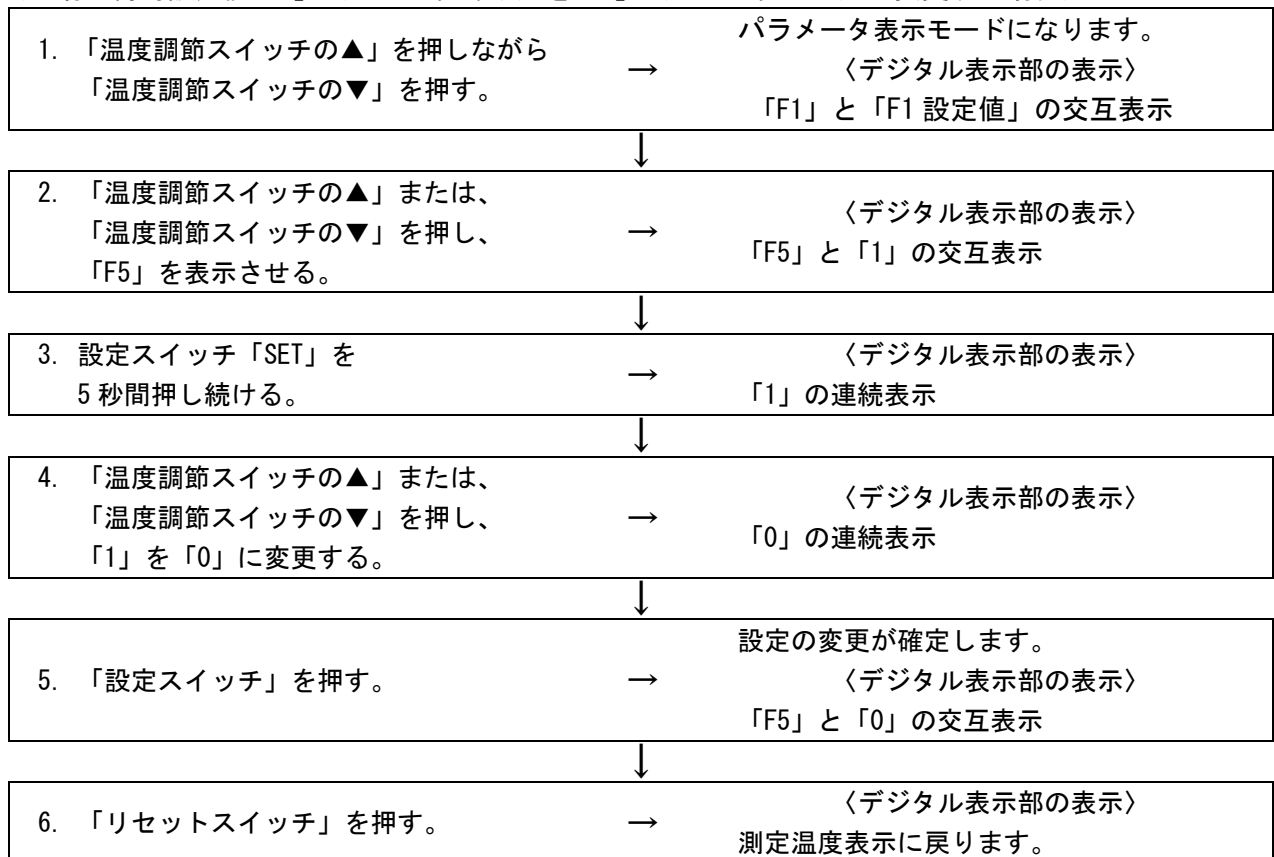 1. 「温度調節スイッチの▲」を押しながら
「温度調節スイッチの▼」を押す。
→
パラメータ表示モードになります。
〈デジタル表示部の表示〉
「F1」と「F1 設定値」の交互表示
↓
2. 「温度調節スイッチの▲」または、
「温度調節スイッチの▼」を押し、
「F5」を表示させる。
→
〈デジタル表示部の表示〉
「F5」と「1」の交互表示
↓
3. 設定スイッチ「SET」を
5 秒間押し続ける。
→
〈デジタル表示部の表示〉
「1」の連続表示
↓
4. 「温度調節スイッチの▲」または、
「温度調節スイッチの▼」を押し、
「1」を「0」に変更する。
→
〈デジタル表示部の表示〉
「0」の連続表示
↓
5. 「設定スイッチ」を押す。
→
設定の変更が確定します。
〈デジタル表示部の表示〉
「F5」と「0」の交互表示
↓
6. 「リセットスイッチ」を押す。
→
〈デジタル表示部の表示〉
測定温度表示に戻ります。